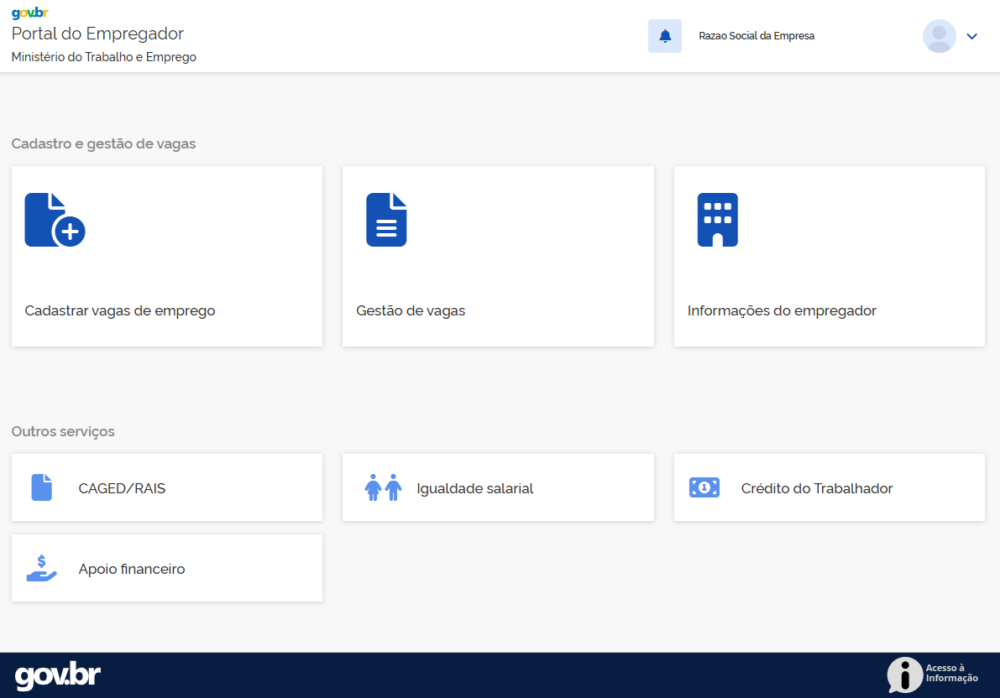 gov.br
Portal do Empregador
Ministério do Trabalho e Emprego
Razao Social da Empresa
Cadastro e gestão de vagas
Cadastrar vagas de emprego
Gestão de vagas
Informações do empregador
Outros serviços
CAGED/RAIS
Igualdade salarial
1
Crédito do Trabalhador
$
Apoio financeiro
gov.br
i
Acesso à
Informação